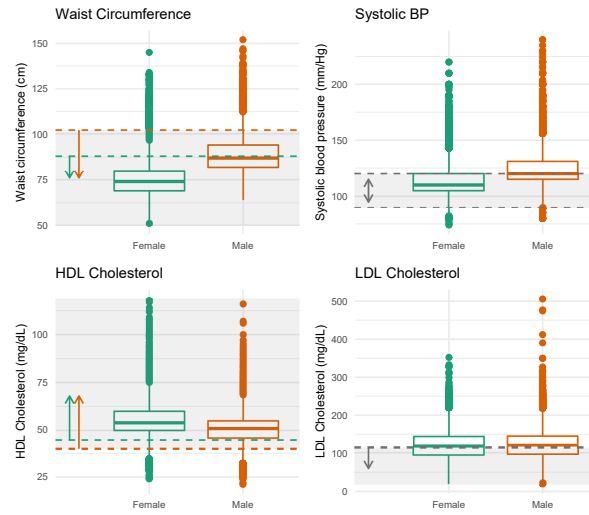 Waist Circumference
Waist circumference (cm)
150
125
100
75
50
Female Male
Systolic BP
Systolic blood pressure (mm/Hg)
200
150
100
Female Male
HDL Cholesterol
HDL Cholesterol (mg/dL)
100
75
50
25
Female Male
LDL Cholesterol
LDL Cholesterol (mg/dL)
500
400
300
200
100
0
Female Male